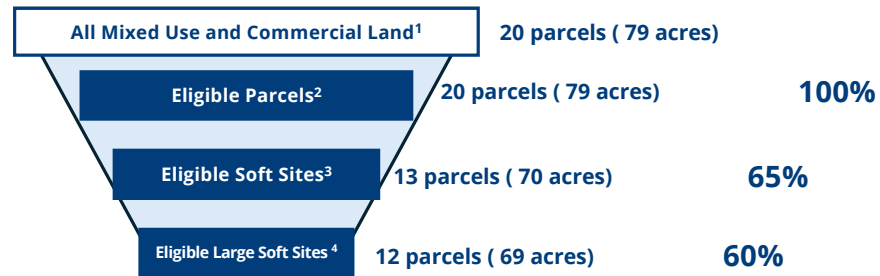 All Mixed Use and Commercial Land¹ 20 parcels ( 79 acres)
Eligible Parcels² 20 parcels ( 79 acres) 100%
Eligible Soft Sites³ 13 parcels ( 70 acres) 65%
Eligible Large Soft Sites ⁴ 12 parcels ( 69 acres) 60%